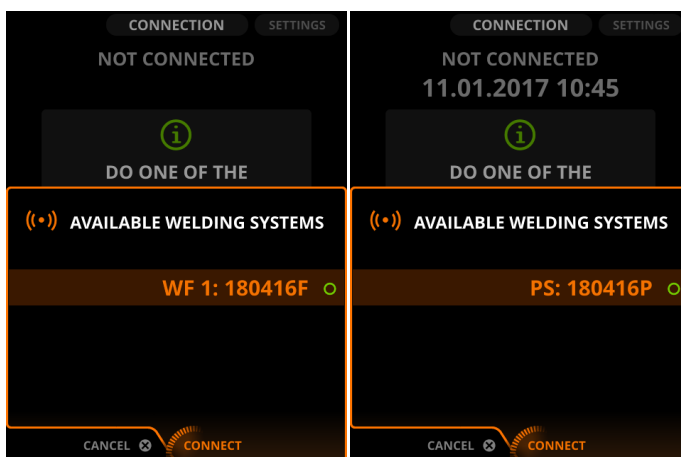 CONNECTION SETTINGS
NOT CONNECTED
DO ONE OF THE
AVAILABLE WELDING SYSTEMS
WF 1: 180416F
CANCEL CONNECT
CONNECTION SETTINGS
NOT CONNECTED
11.01.2017 10:45
DO ONE OF THE
AVAILABLE WELDING SYSTEMS
PS: 180416P
CANCEL CONNECT